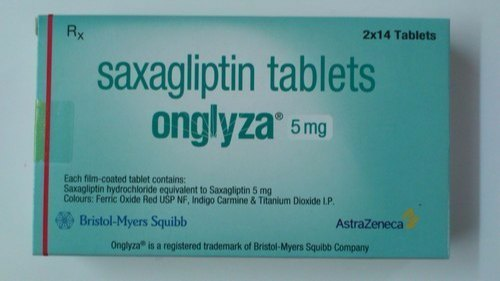 Rx
2x14 Tablets
saxagliptin tablets
onglyza® 5 mg
Each film-coated tablet contains:
Saxagliptin hydrochloride equivalent to Saxagliptin 5 mg
Colours: Ferric Oxide Red USP NF, Indigo Carmine & Titanium Dioxide I.P.
Bristol-Myers Squibb
AstraZeneca
Onglyza® is a registered trademark of Bristol-Myers Squibb Company